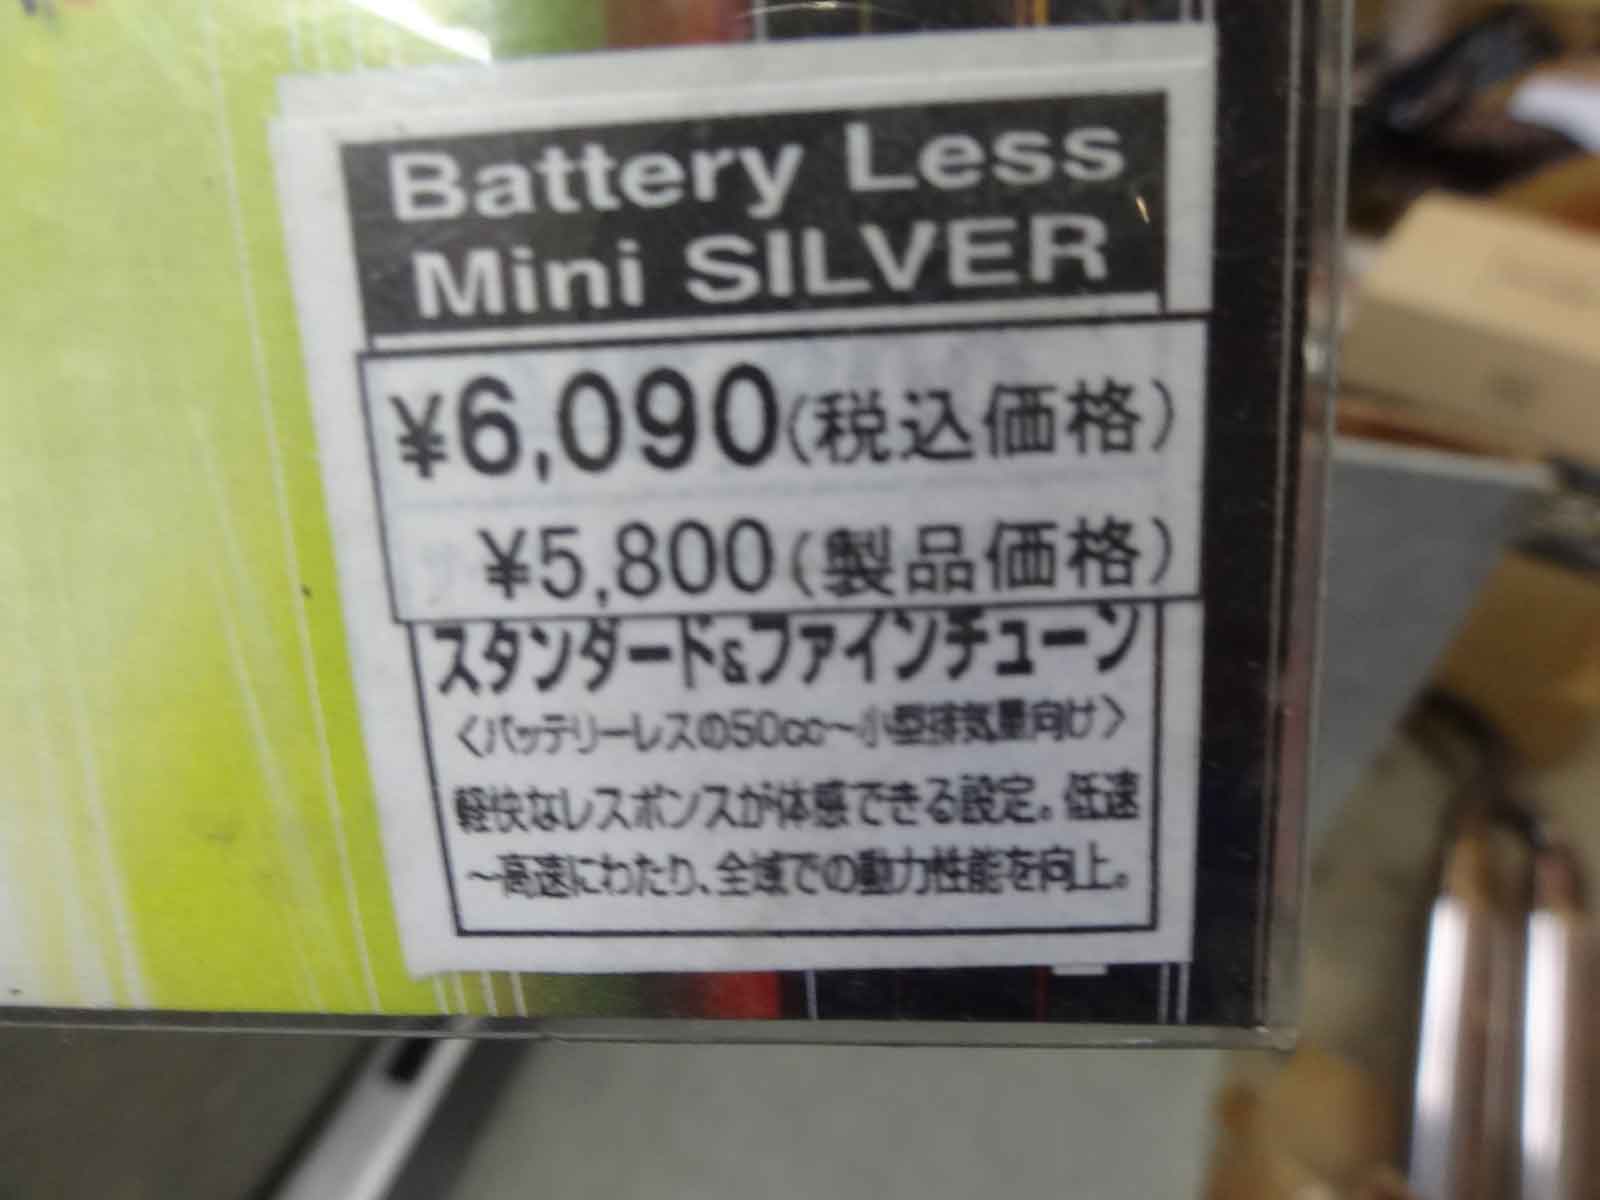 Battery Less
Mini SILVER
¥6,090(税込価格)
¥5,800(製品価格)
スタンダード&ファインチューン
〈バッテリーレスの50cc～小型排気量向け〉
軽快なレスポンスが体感できる設定。低速
～高速にわたり、全域での動力性能を向上。